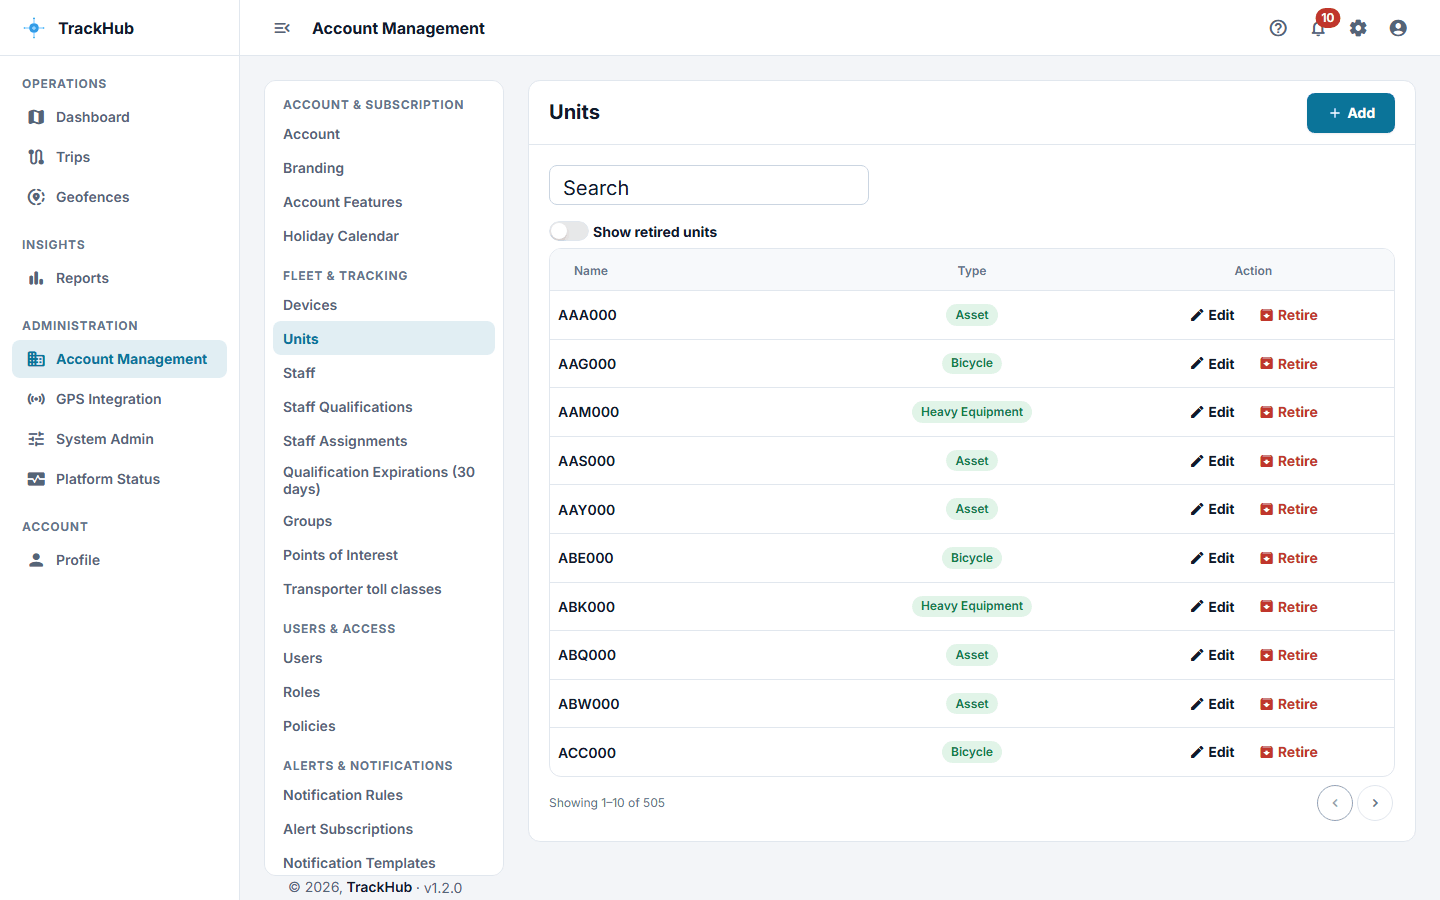 TrackHub
Account Management
10
OPERATIONS
Dashboard
Trips
Geofences
INSIGHTS
Reports
ADMINISTRATION
Account Management
GPS Integration
System Admin
Platform Status
ACCOUNT
Profile
ACCOUNT & SUBSCRIPTION
Account
Branding
Account Features
Holiday Calendar
FLEET & TRACKING
Devices
Units
Staff
Staff Qualifications
Staff Assignments
Qualification Expirations (30
days)
Groups
Points of Interest
Transporter toll classes
USERS & ACCESS
Users
Roles
Policies
ALERTS & NOTIFICATIONS
Notification Rules
Alert Subscriptions
Notification Templates
© 2026, TrackHub · v1.2.0
Units
+ Add
Search
Show retired units
Name Type Action
AAA000 Asset Edit Retire
AAG000 Bicycle Edit Retire
AAM000 Heavy Equipment Edit Retire
AAS000 Asset Edit Retire
AAY000 Asset Edit Retire
ABE000 Bicycle Edit Retire
ABK000 Heavy Equipment Edit Retire
ABQ000 Asset Edit Retire
ABW000 Asset Edit Retire
ACC000 Bicycle Edit Retire
Showing 1–10 of 505